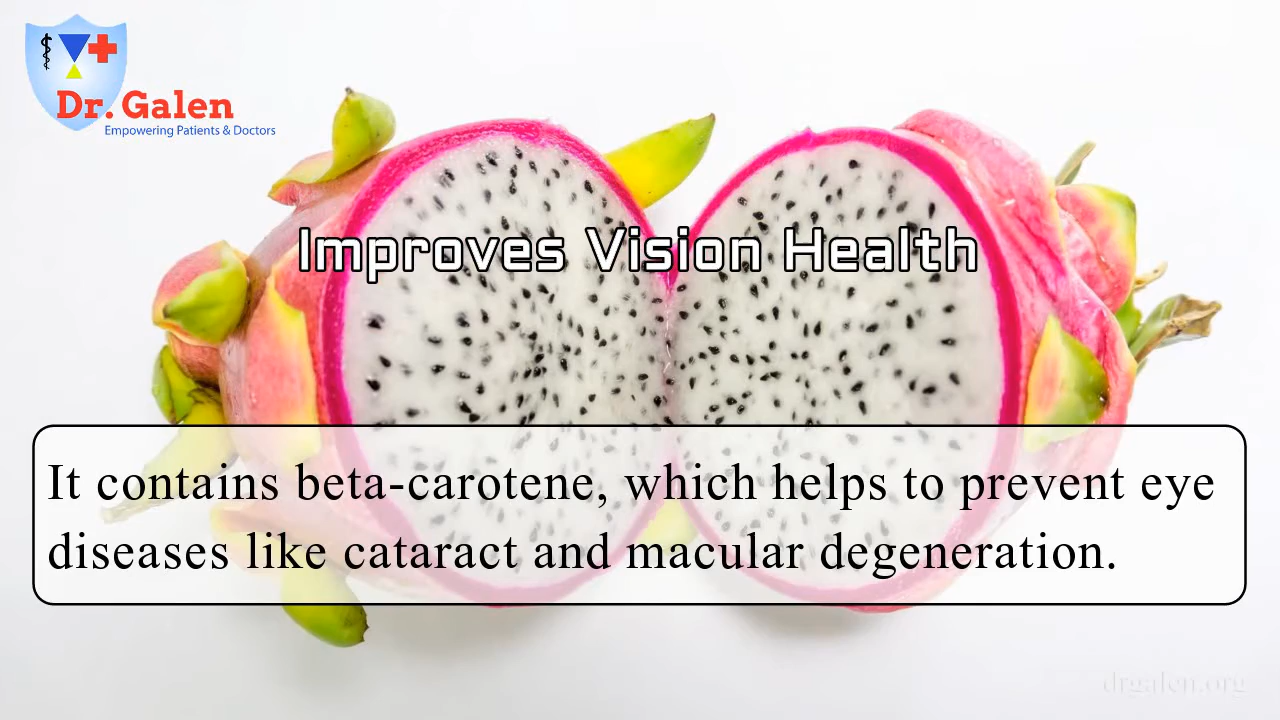 Dr. Galen
Empowering Patients & Doctors
Improves Vision Health
It contains beta-carotene, which helps to prevent eye
diseases like cataract and macular degeneration.
drgalen.org